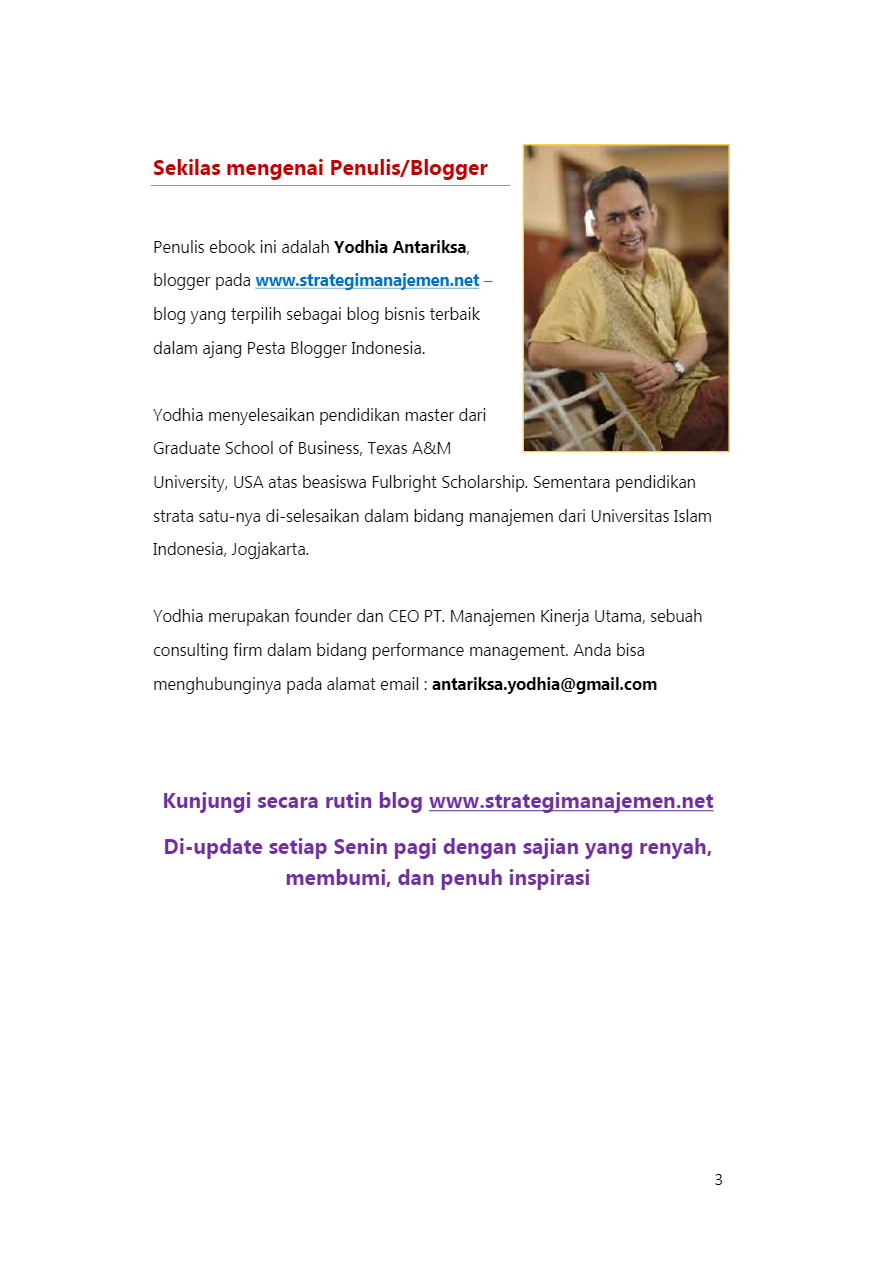 Sekilas mengenai Penulis/Blogger
Penulis ebook ini adalah Yodhia Antariksa,
blogger pada www.strategimanajemen.net –
blog yang terpilih sebagai blog bisnis terbaik
dalam ajang Pesta Blogger Indonesia.
Yodhia menyelesaikan pendidikan master dari
Graduate School of Business, Texas A&M
University, USA atas beasiswa Fulbright Scholarship. Sementara pendidikan
strata satu-nya di-selesaikan dalam bidang manajemen dari Universitas Islam
Indonesia, Jogjakarta.
Yodhia merupakan founder dan CEO PT. Manajemen Kinerja Utama, sebuah
consulting firm dalam bidang performance management. Anda bisa
menghubunginya pada alamat email : antariksa.yodhia@gmail.com
Kunjungi secara rutin blog www.strategimanajemen.net
Di-update setiap Senin pagi dengan sajian yang renyah,
membumi, dan penuh inspirasi
3